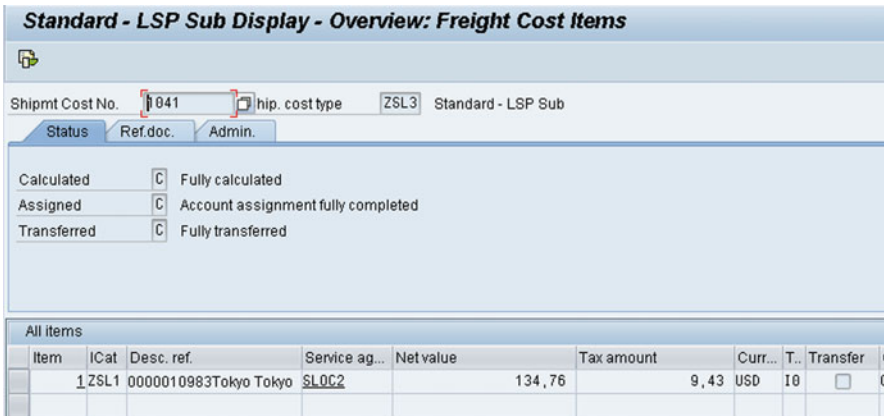 Standard - LSP Sub Display - Overview: Freight Cost Items
Shipmt Cost No. 1041 hip. cost type ZSL3 Standard - LSP Sub
Status Ref.doc. Admin.
Calculated C Fully calculated
Assigned C Account assignment fully completed
Transferred C Fully transferred
All items
Item ICat Desc. ref. Service ag... Net value Tax amount Curr... T.. Transfer
1 ZSL1 0000010983Tokyo Tokyo SLOC2 134,76 9,43 USD I0